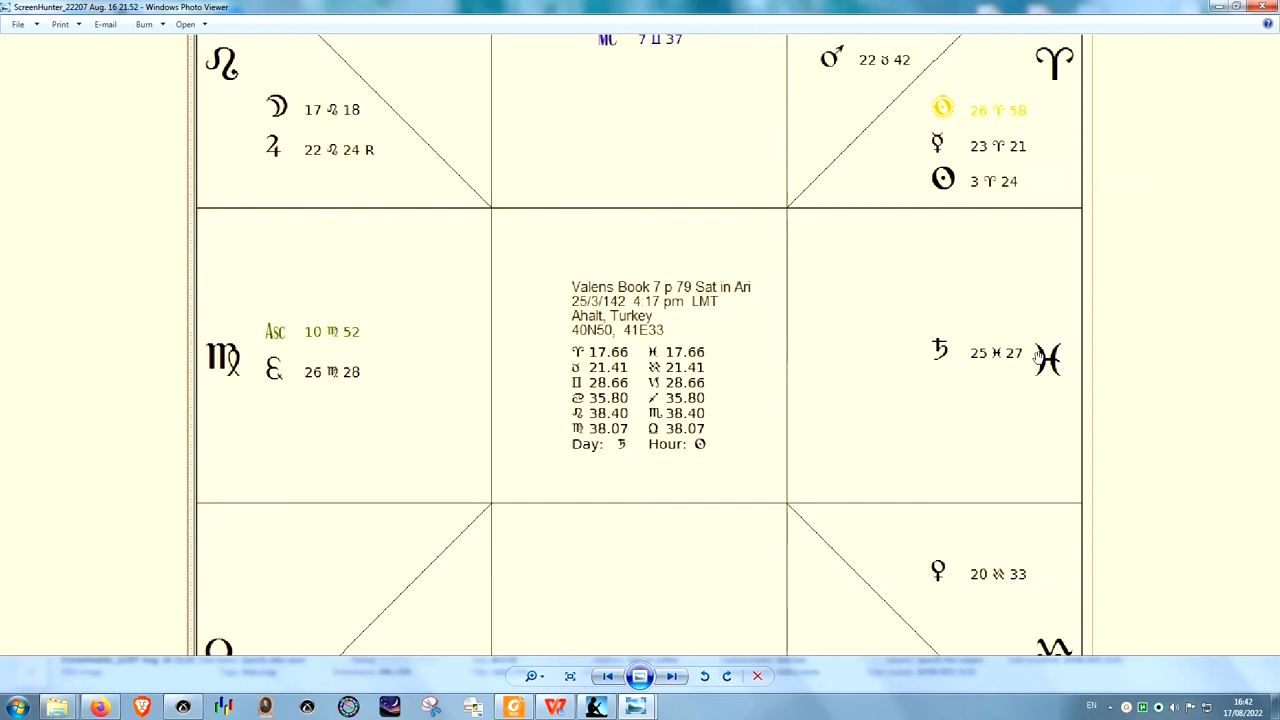 ScreenHunter_22207 Aug. 16 21.52 - Windows Photo Viewer
File Print E-mail Burn Open
MC 7 ♊ 37
♌
♂ 22 ♉ 42
♈
☽ 17 ♌ 18
☉ 26 ♈ 58
♃ 22 ♌ 24 R
☿ 23 ♈ 21
☉ 3 ♈ 24
Valens Book 7 p 79 Sat in Ari
25/3/142 4:17 pm LMT
Ahalt, Turkey
40N50, 41E33
♍
Asc 10 ♍ 52
26 ♍ 28
♄ 25 ♓ 27 ♓
♈ 17.66 ♓ 17.66
♉ 21.41 ♒ 21.41
♊ 28.66 ♑ 28.66
♋ 35.80 ♐ 35.80
♌ 38.40 ♏ 38.40
♍ 38.07 ♎ 38.07
Day: ♄ Hour: ☉
♀ 20 ♒ 33
♎
♒
EN
16:42
17/08/2022